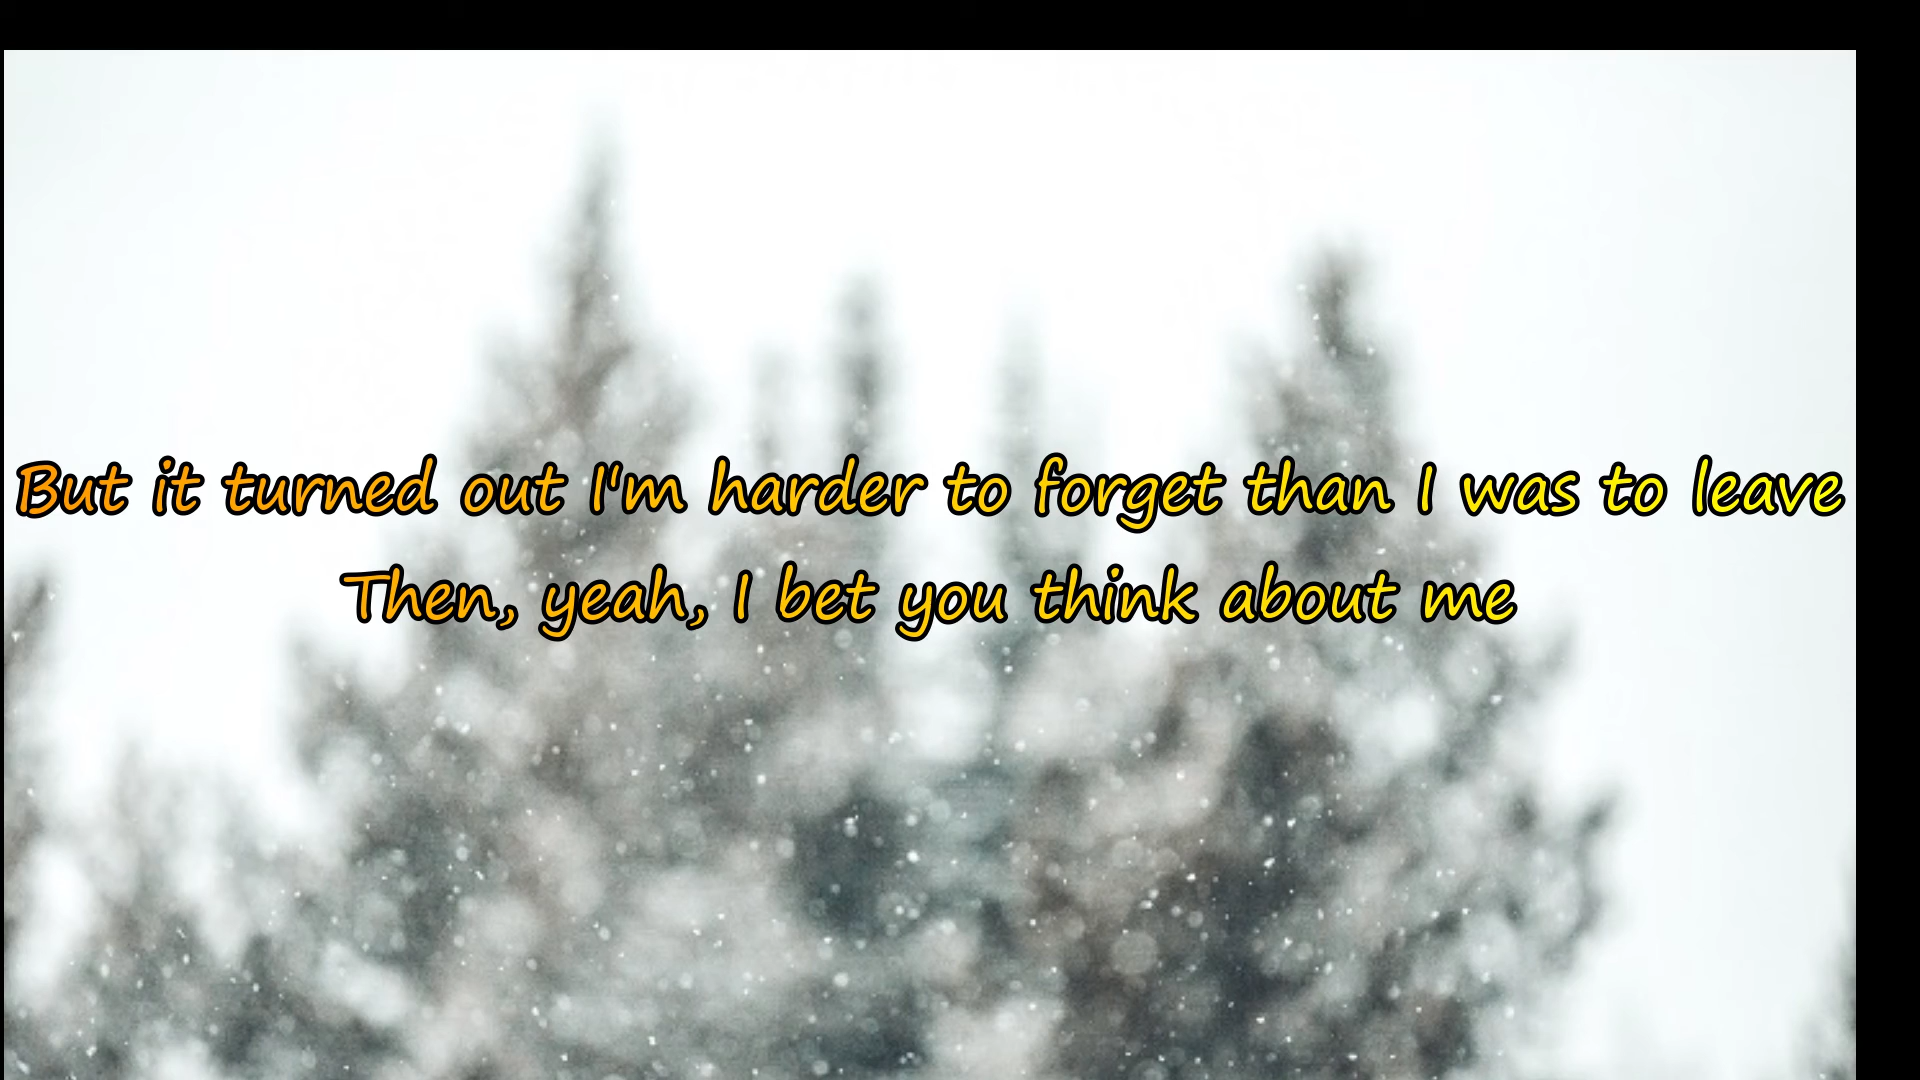 But it turned out I'm harder to forget than I was to leave
Then, yeah, I bet you think about me